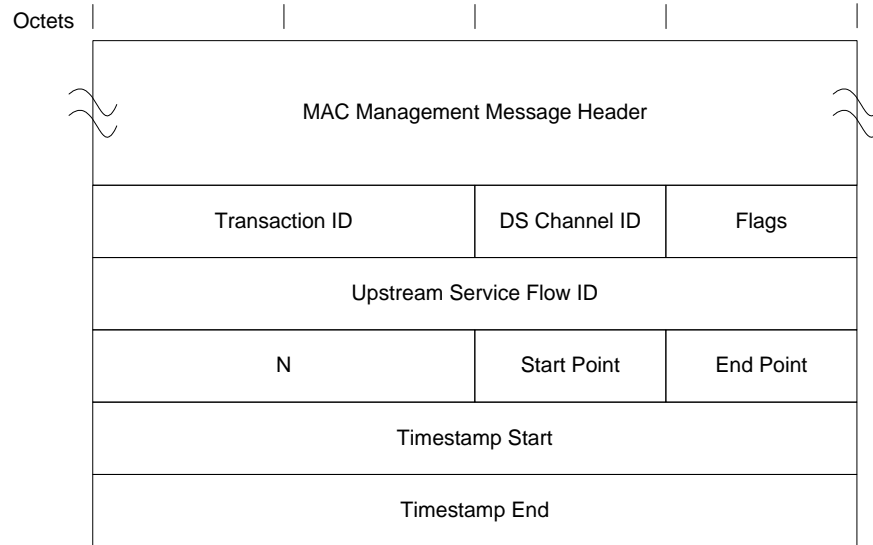 Octets
MAC Management Message Header
Transaction ID DS Channel ID Flags
Upstream Service Flow ID
N Start Point End Point
Timestamp Start
Timestamp End